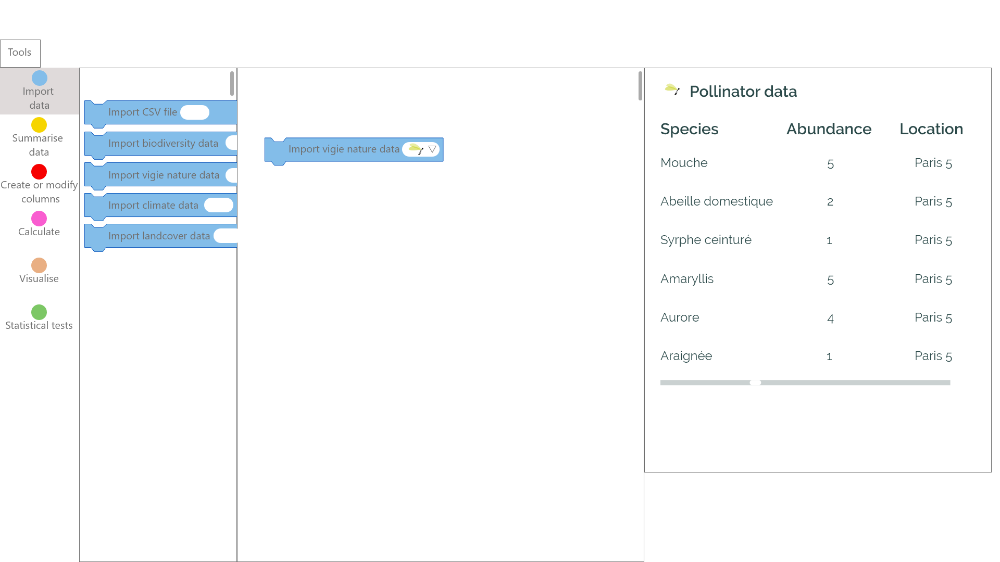 Tools
Import
data
Summarise
data
Create or modify
columns
Calculate
Visualise
Statistical tests
Import CSV file
Import biodiversity data
Import vigie nature data
Import climate data
Import landcover data
Import vigie nature data
Pollinator data
Species Abundance Location
Mouche 5 Paris 5
Abeille domestique 2 Paris 5
Syrphe ceinturé 1 Paris 5
Amaryllis 5 Paris 5
Aurore 4 Paris 5
Araignée 1 Paris 5